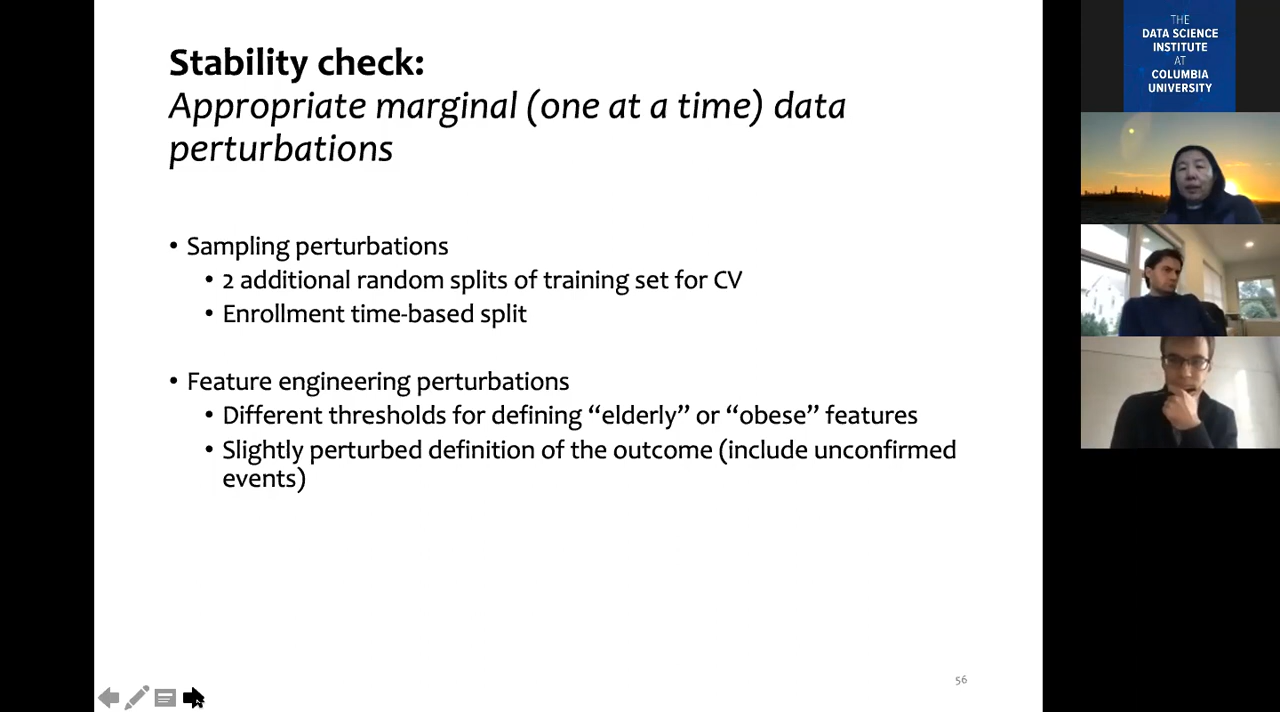 Stability check:
Appropriate marginal (one at a time) data
perturbations
• Sampling perturbations
• 2 additional random splits of training set for CV
• Enrollment time-based split
• Feature engineering perturbations
• Different thresholds for defining “elderly” or “obese” features
• Slightly perturbed definition of the outcome (include unconfirmed
events)
56
THE
DATA SCIENCE
INSTITUTE
AT
COLUMBIA
UNIVERSITY